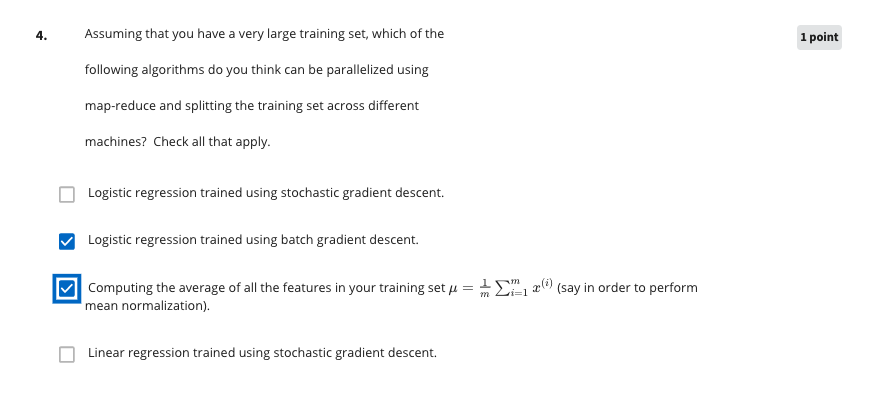 4. Assuming that you have a very large training set, which of the 1 point
following algorithms do you think can be parallelized using
map-reduce and splitting the training set across different
machines? Check all that apply.
Logistic regression trained using stochastic gradient descent.
Logistic regression trained using batch gradient descent.
Computing the average of all the features in your training set μ = 1/m ∑_{i=1}^{m} x^{(i)} (say in order to perform
mean normalization).
Linear regression trained using stochastic gradient descent.